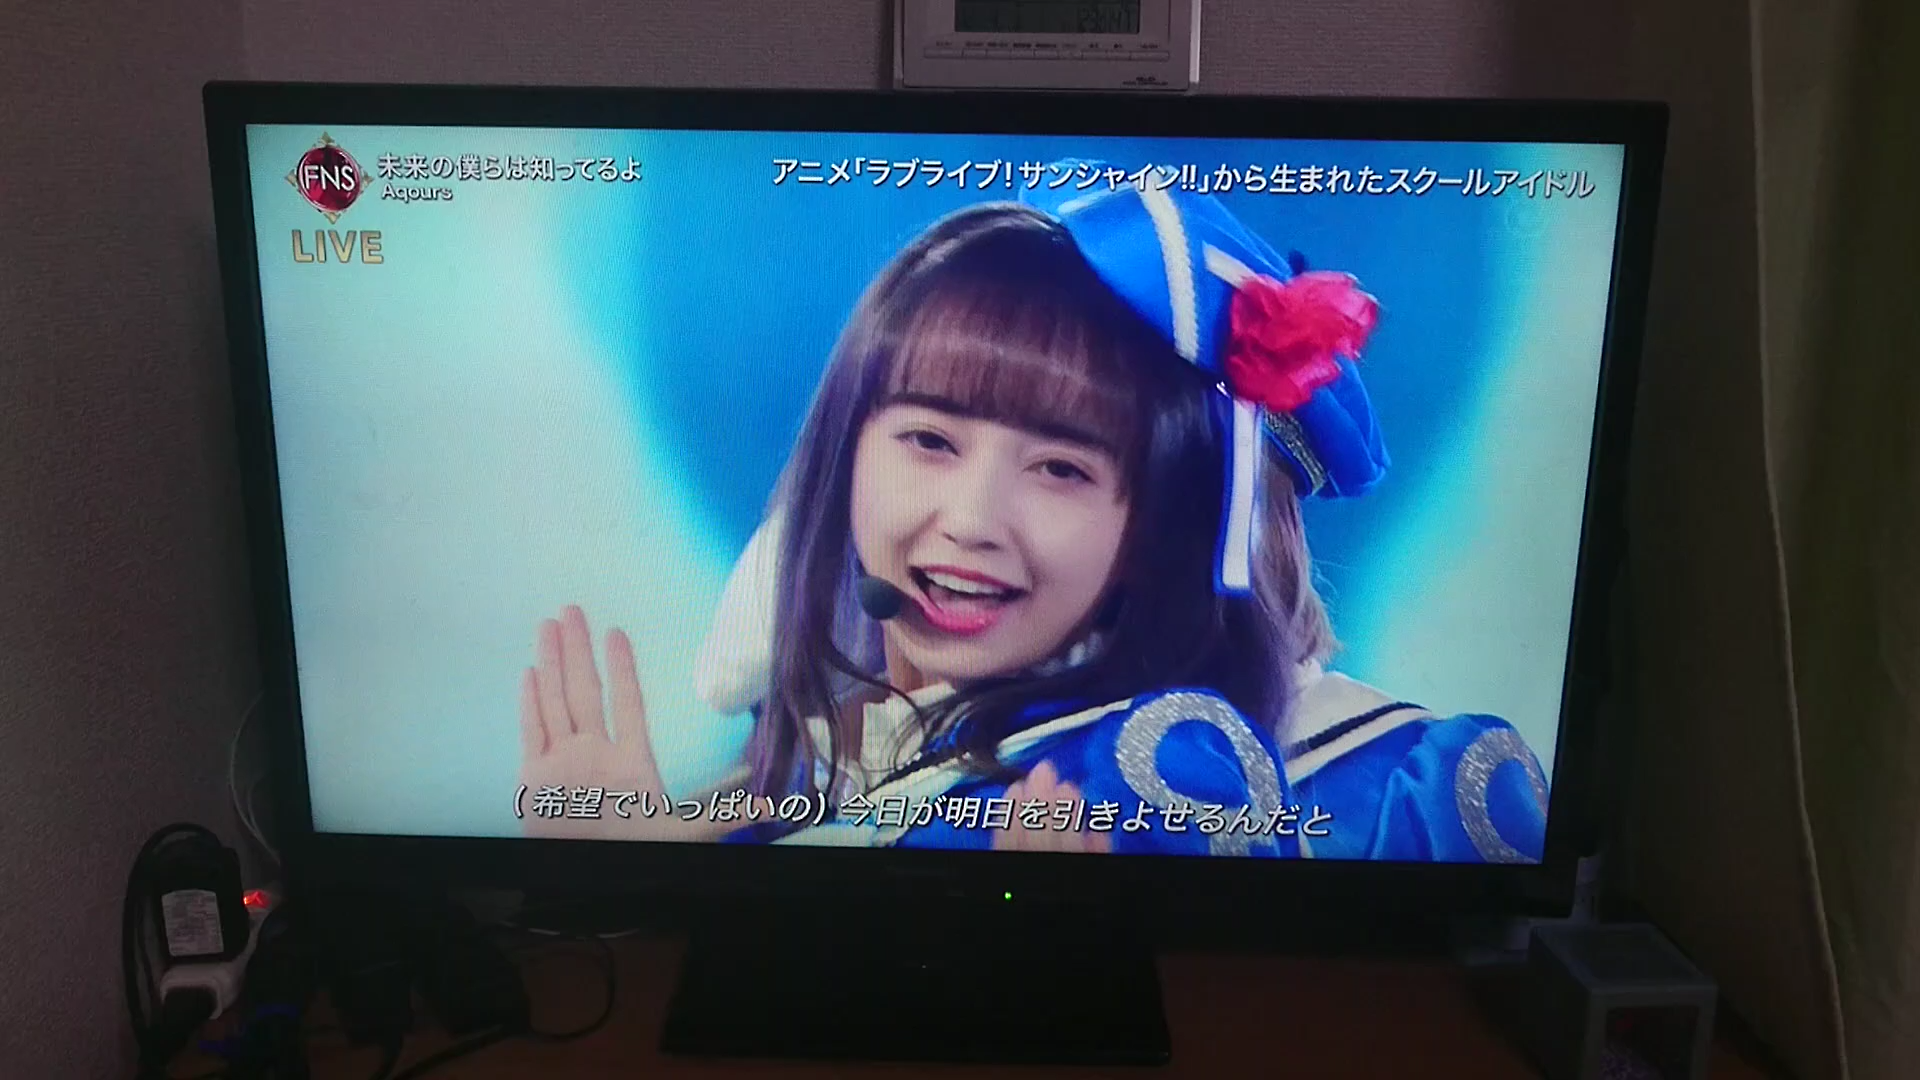 FNS
未来の僕らは知ってるよ
Aqours
LIVE
アニメ「ラブライブ!サンシャイン!!」から生まれたスクールアイドル
(希望でいっぱいの) 今日が明日を引きよせるんだと